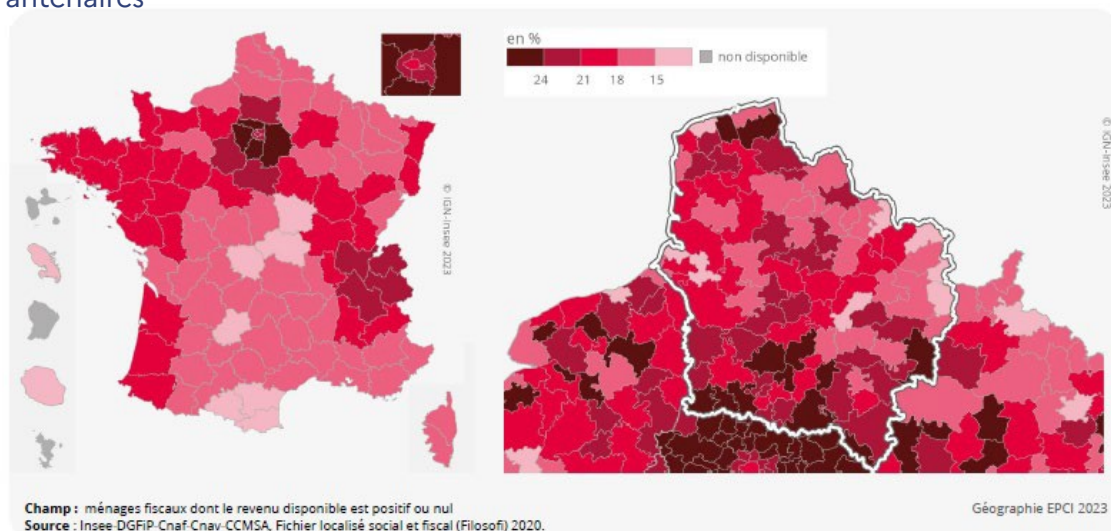 antenaires
en %
24 21 18 15
non disponible
© IGN-Insee 2023
© IGN-Insee 2023
Champ : ménages fiscaux dont le revenu disponible est positif ou nul
Source : Insee-DGFiP-Cnaf-Cnav-CCMSA, Fichier localisé social et fiscal (Filosofi) 2020.
Géographie EPCI 2023